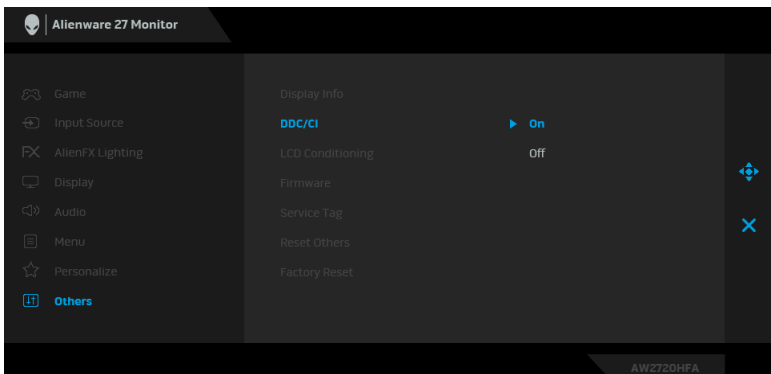 Alienware 27 Monitor
Game
Display Info
Input Source
DDC/CI
On
AlienFX Lighting
LCD Conditioning
Off
Display
Firmware
Audio
Service Tag
Menu
Reset Others
Personalize
Factory Reset
Others
AW2720HFA